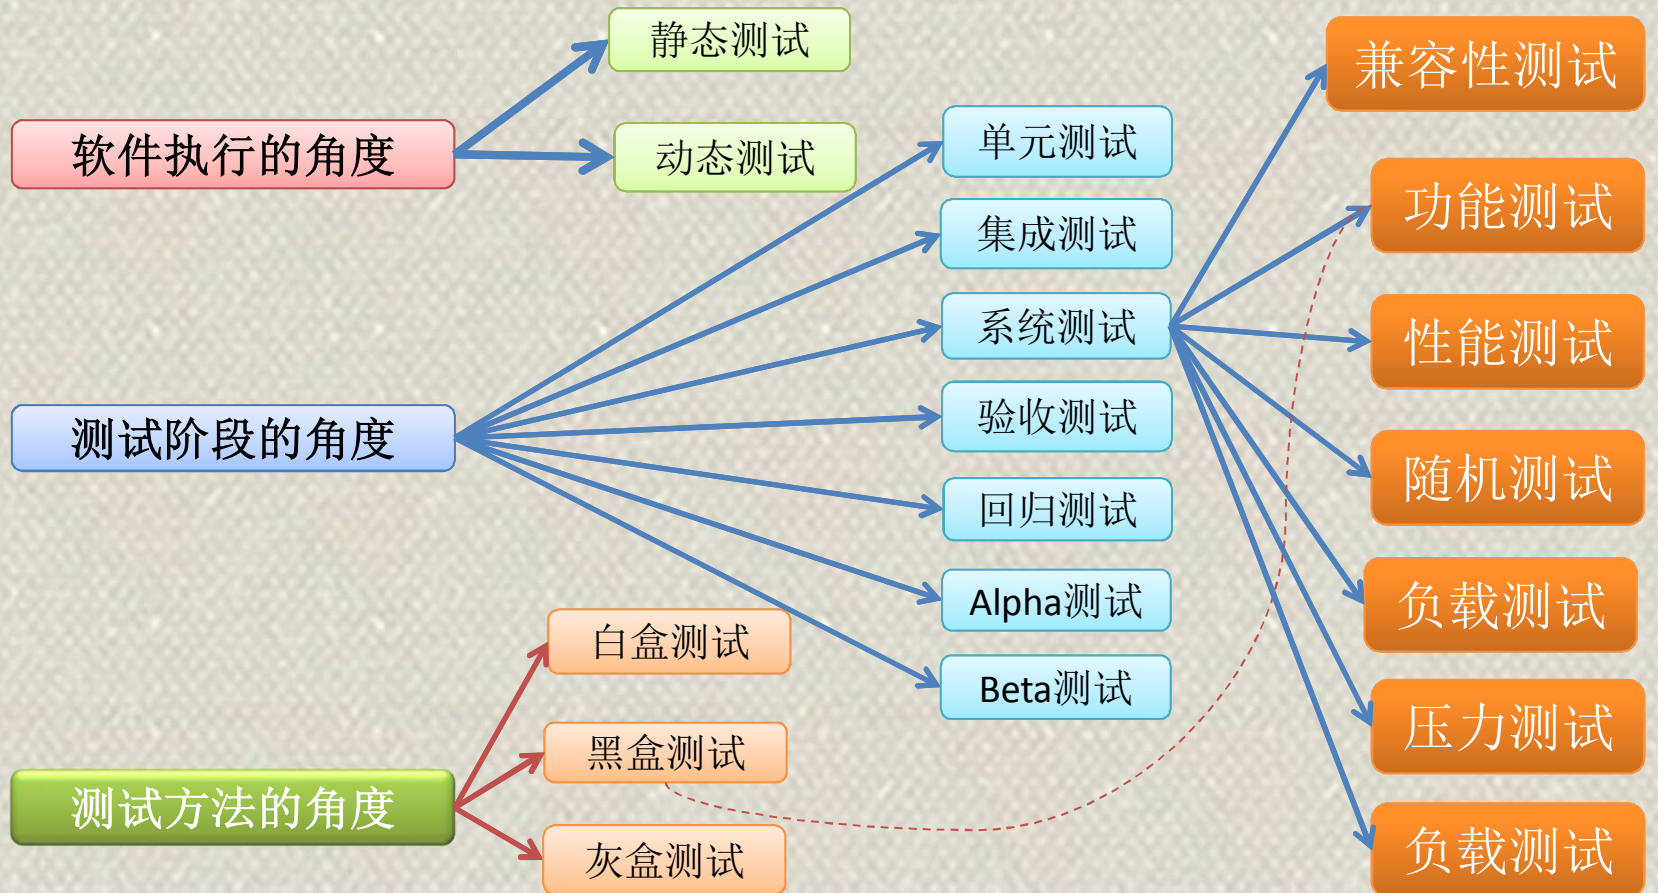 软件执行的角度
静态测试
动态测试
测试阶段的角度
单元测试
集成测试
系统测试
验收测试
回归测试
Alpha测试
Beta测试
兼容性测试
功能测试
性能测试
随机测试
负载测试
压力测试
负载测试
测试方法的角度
白盒测试
黑盒测试
灰盒测试